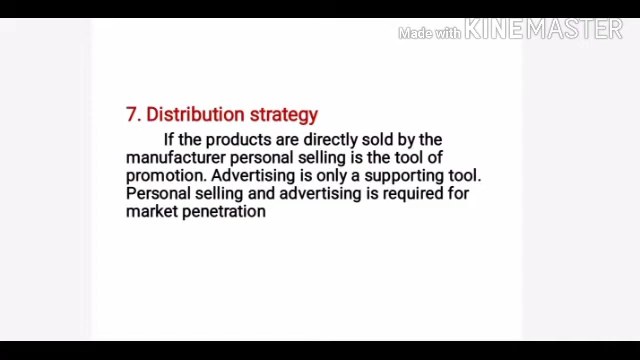 Made with KINEMASTER
7. Distribution strategy
If the products are directly sold by the
manufacturer personal selling is the tool of
promotion. Advertising is only a supporting tool.
Personal selling and advertising is required for
market penetration